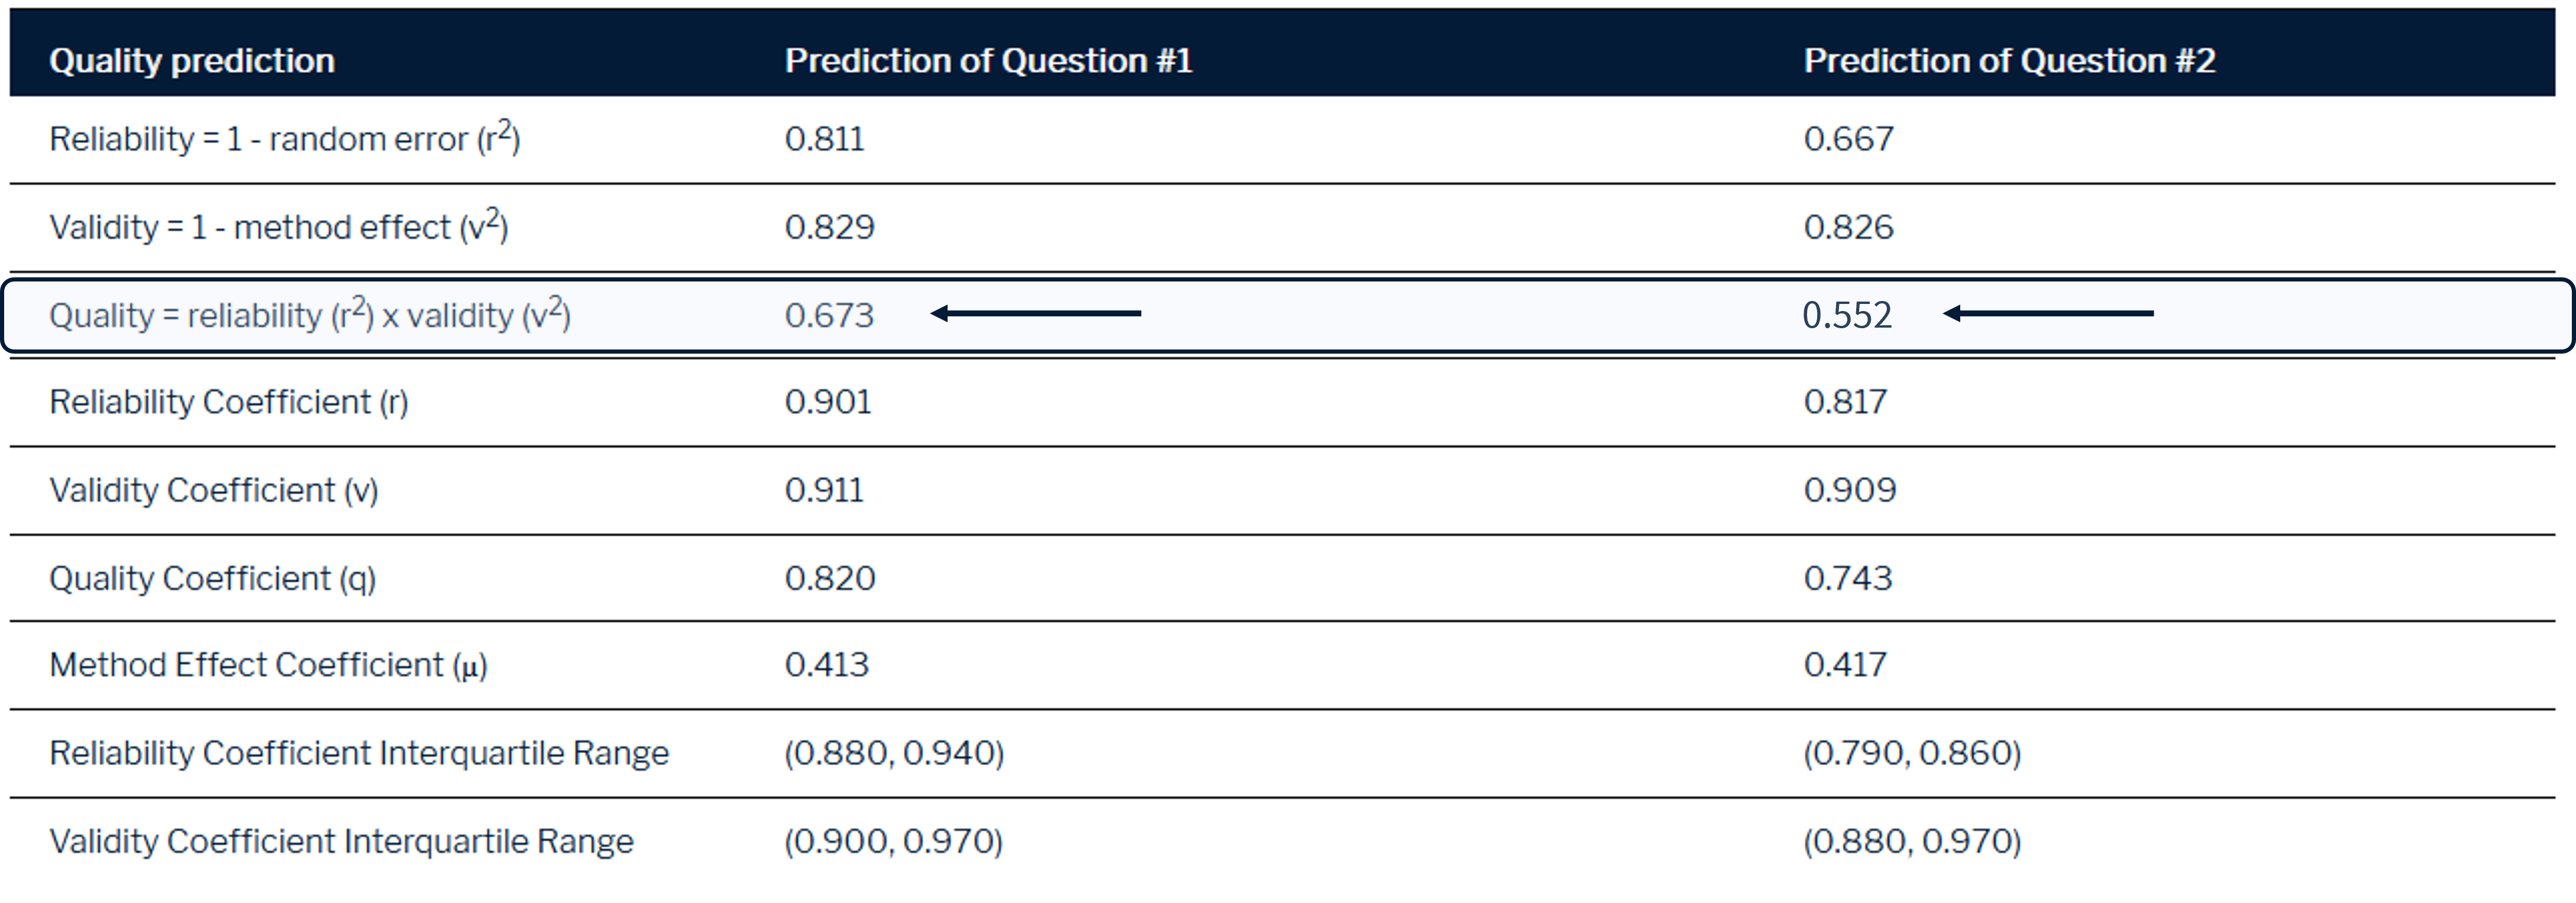 Quality prediction Prediction of Question #1 Prediction of Question #2
Reliability = 1 - random error (r²) 0.811 0.667
Validity = 1 - method effect (v²) 0.829 0.826
Quality = reliability (r²) x validity (v²) 0.673 0.552
Reliability Coefficient (r) 0.901 0.817
Validity Coefficient (v) 0.911 0.909
Quality Coefficient (q) 0.820 0.743
Method Effect Coefficient (μ) 0.413 0.417
Reliability Coefficient Interquartile Range (0.880, 0.940) (0.790, 0.860)
Validity Coefficient Interquartile Range (0.900, 0.970) (0.880, 0.970)